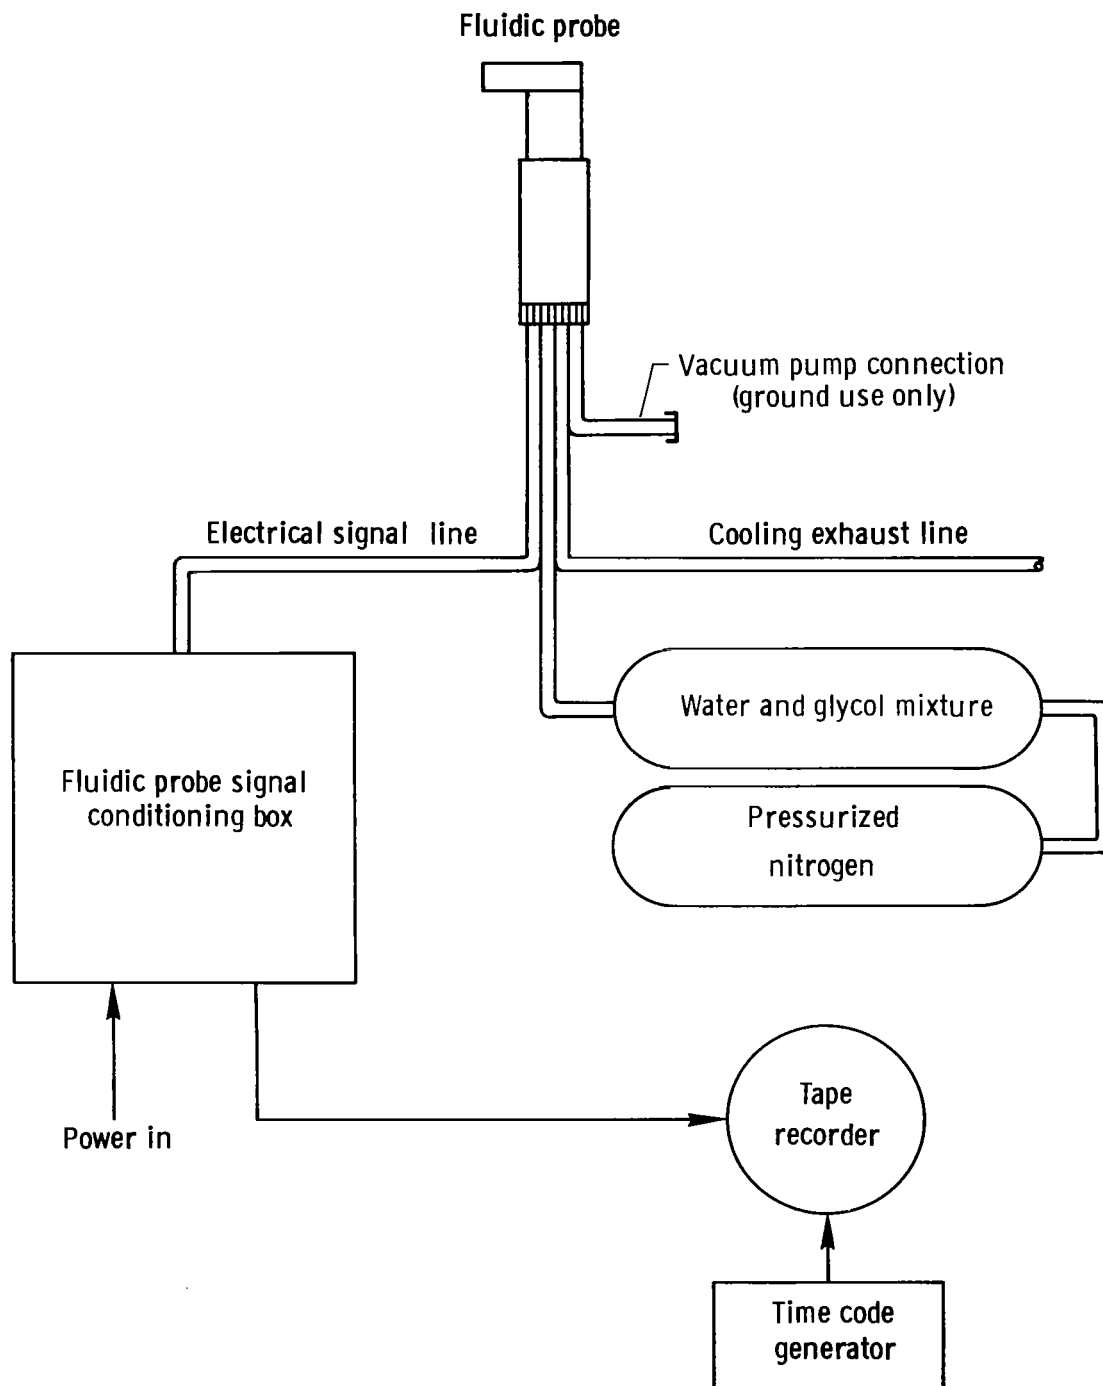 Fluidic probe
Vacuum pump connection
(ground use only)
Electrical signal line
Cooling exhaust line
Water and glycol mixture
Fluidic probe signal
conditioning box
Pressurized
nitrogen
Tape
recorder
Power in
Time code
generator